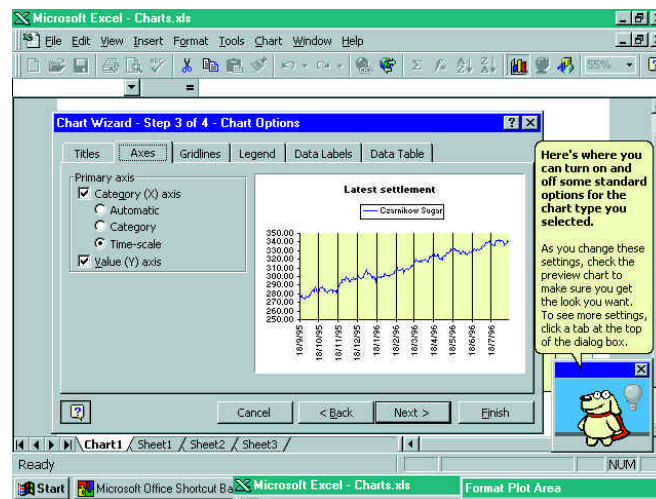 Microsoft Excel - Charts.xls
File Edit View Insert Format Tools Chart Window Help
55%
=
Chart Wizard - Step 3 of 4 - Chart Options
Titles Axes Gridlines Legend Data Labels Data Table
Primary axis
Category (X) axis
Automatic
Category
Time-scale
Value (Y) axis
Latest settlement
Czarnikow Sugar
350.00
340.00
330.00
320.00
310.00
300.00
290.00
280.00
270.00
260.00
250.00
18/9/95
18/10/95
18/11/95
18/12/95
18/1/96
18/2/96
18/3/96
18/4/96
18/5/96
18/6/96
18/7/96
Here's where you
can turn on and
off some standard
options for the
chart type you
selected.
As you change these
settings, check the
preview chart to
make sure you get
the look you want.
To see more settings,
click a tab at the top
of the dialog box.
Cancel < Back Next > Finish
Chart1 Sheet1 Sheet2 Sheet3
Ready NUM
Start Microsoft Office Shortcut Ba Microsoft Excel - Charts.xls Format Plot Area